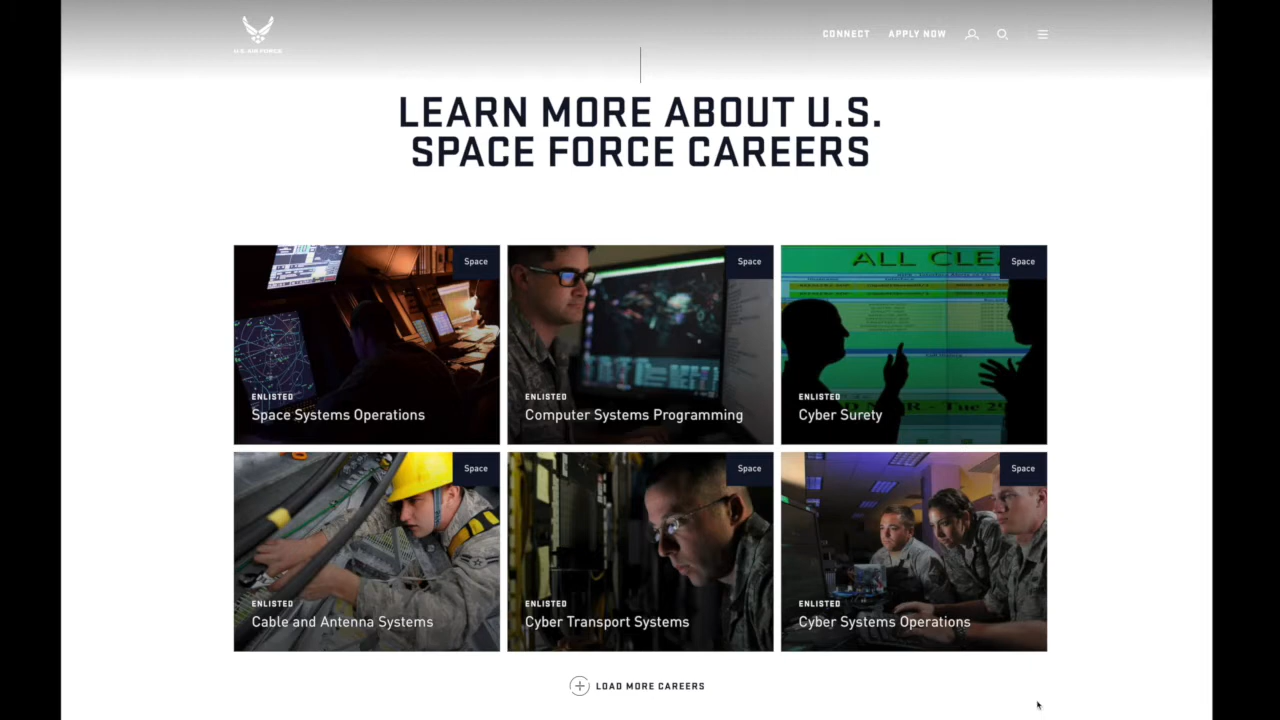 U.S. AIR FORCE
CONNECT
APPLY NOW
LEARN MORE ABOUT U.S.
SPACE FORCE CAREERS
Space
ENLISTED
Space Systems Operations
Space
ENLISTED
Computer Systems Programming
ALL CLE
Space
ENLISTED
Cyber Surety
Space
ENLISTED
Cable and Antenna Systems
Space
ENLISTED
Cyber Transport Systems
Space
ENLISTED
Cyber Systems Operations
LOAD MORE CAREERS